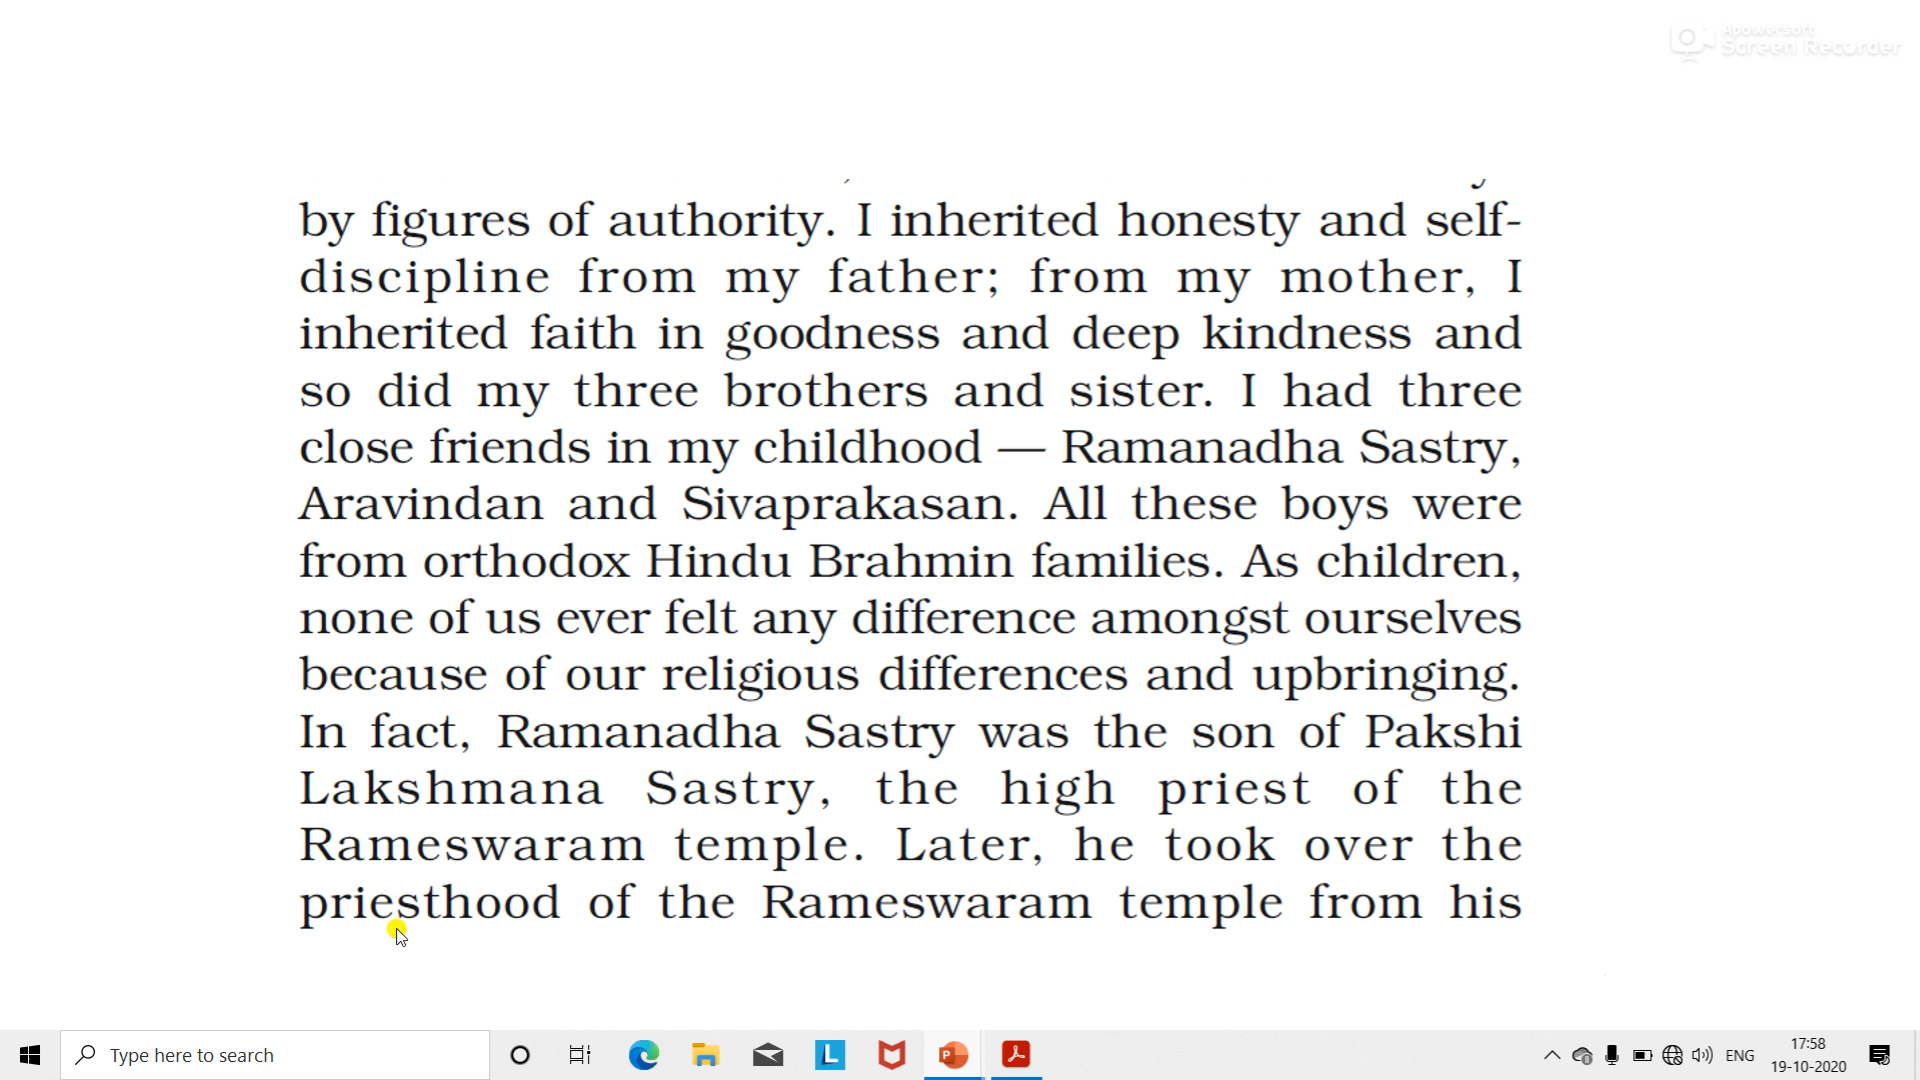 Apowersoft
Screen Recorder
by figures of authority. I inherited honesty and self-
discipline from my father; from my mother, I
inherited faith in goodness and deep kindness and
so did my three brothers and sister. I had three
close friends in my childhood — Ramanadha Sastry,
Aravindan and Sivaprakasan. All these boys were
from orthodox Hindu Brahmin families. As children,
none of us ever felt any difference amongst ourselves
because of our religious differences and upbringing.
In fact, Ramanadha Sastry was the son of Pakshi
Lakshmana Sastry, the high priest of the
Rameswaram temple. Later, he took over the
priesthood of the Rameswaram temple from his
Type here to search
L
P
ENG
17:58
19-10-2020